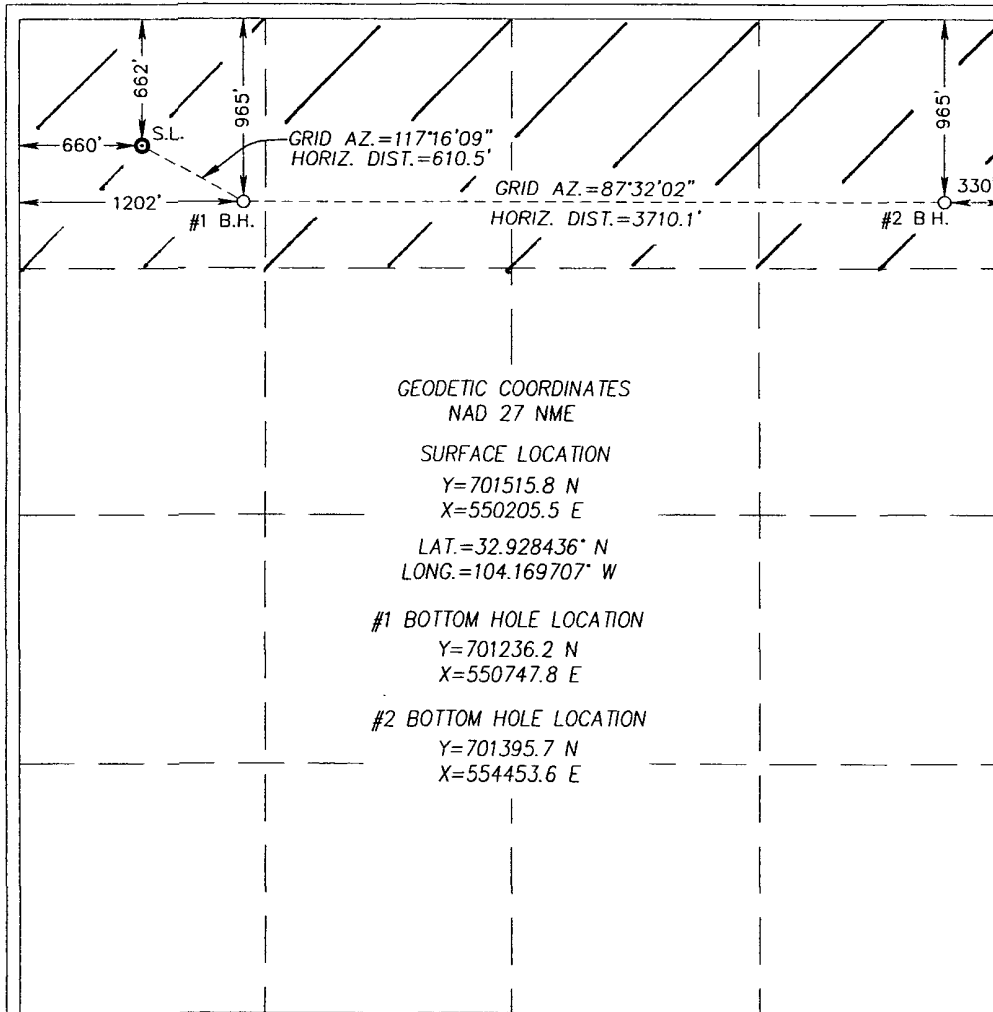 662'
965'
965'
S.L.
660'
GRID AZ.=117°16'09"
HORIZ. DIST.=610.5'
GRID AZ.=87°32'02"
330'
1202'
#1 B.H.
HORIZ. DIST.=3710.1'
#2 B H.
GEODETIC COORDINATES
NAD 27 NME
SURFACE LOCATION
Y=701515.8 N
X=550205.5 E
LAT.=32.928436° N
LONG.=104.169707° W
#1 BOTTOM HOLE LOCATION
Y=701236.2 N
X=550747.8 E
#2 BOTTOM HOLE LOCATION
Y=701395.7 N
X=554453.6 E